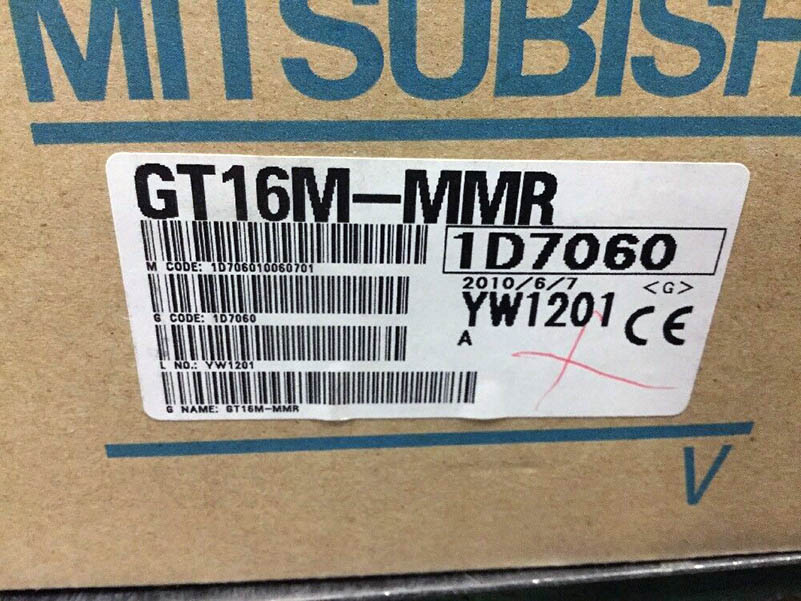 MITSUBISH
GT16M-MMR
M CODE: 1D706010060701
1D7060
2010/6/7 <G>
G CODE: 1D7060
YW1201 CE
A
L NO.: YW1201
G NAME: GT16M-MMR
V